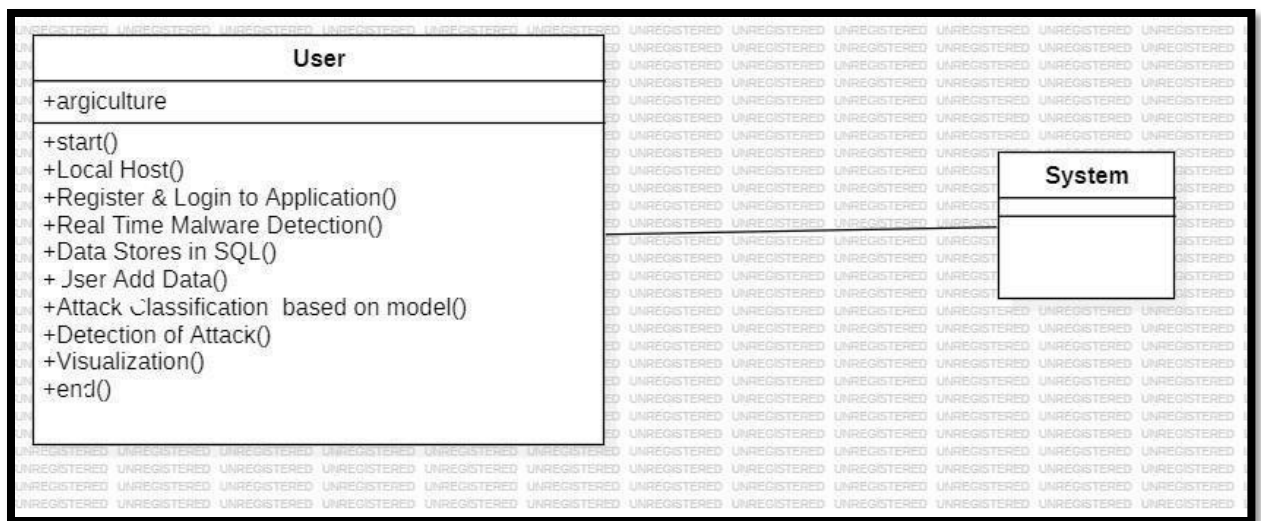 User
+argiculture
+start()
+Local Host()
+Register & Login to Application()
+Real Time Malware Detection()
+Data Stores in SQL()
+ User Add Data()
+Attack Classification based on model()
+Detection of Attack()
+Visualization()
+end()
System
UNREGISTERED